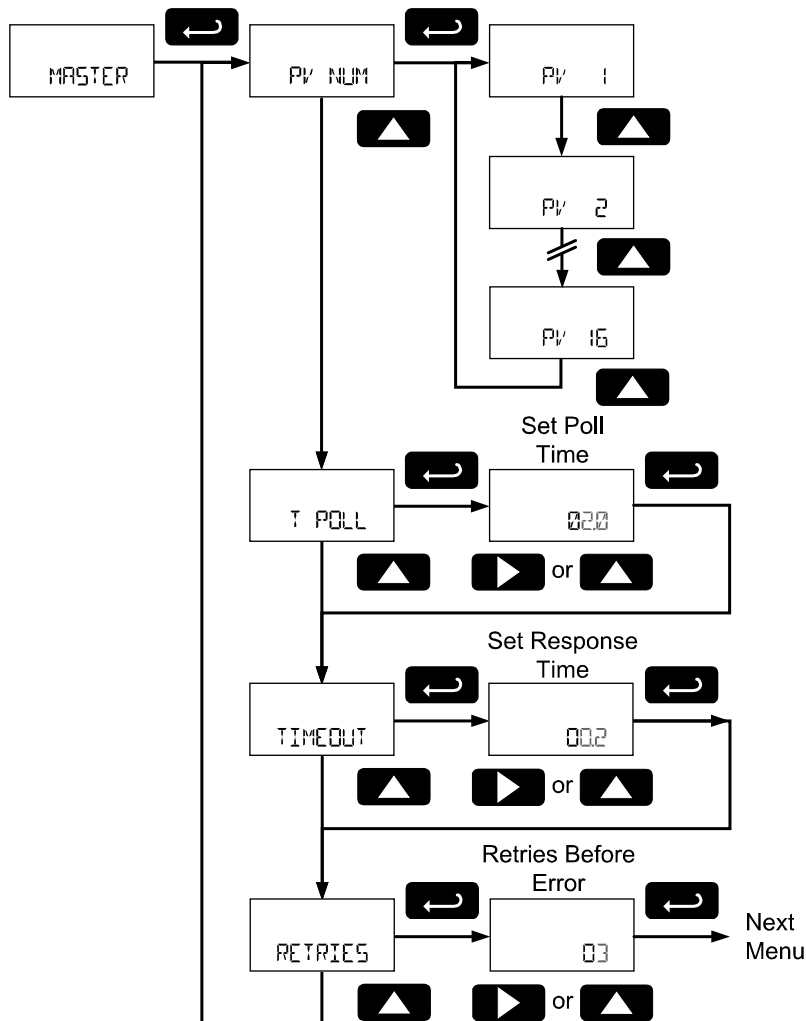 MASTER
PV NUM
PV 1
PV 2
PV 16
Set Poll
Time
T POLL
02.0
or
Set Response
Time
TIMEOUT
00.2
or
Retries Before
Error
RETRIES
03
Next
Menu
or